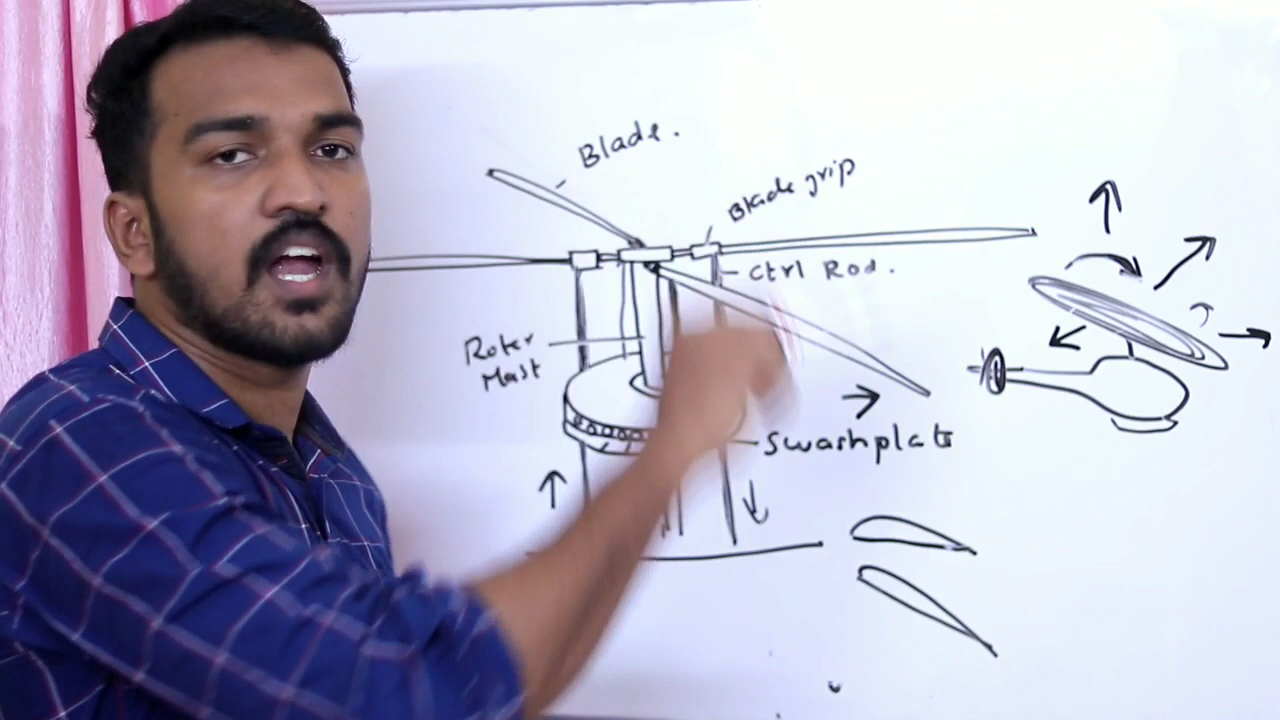 Blade.
Blade grip
Ctrl Rod.
Rotor
Mast
Swashplate